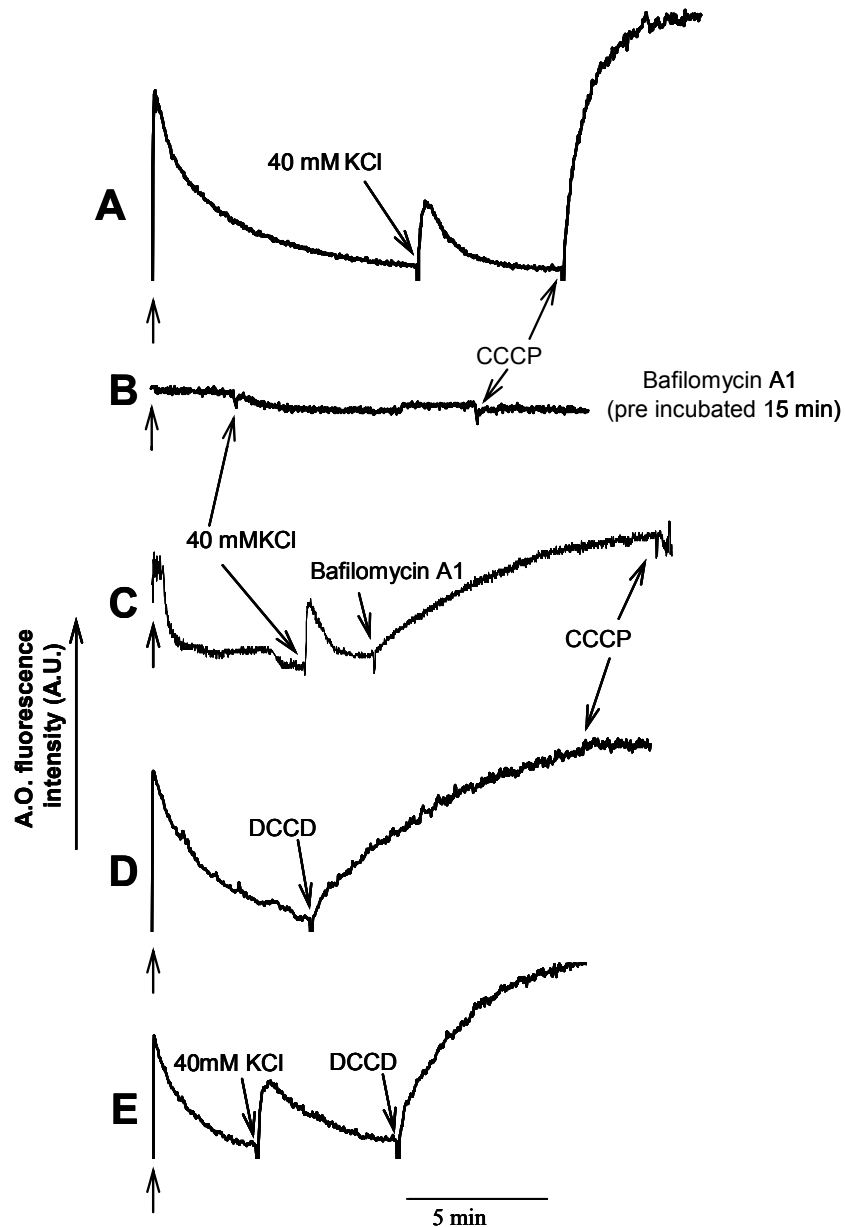 40 mM KCl
A
CCCP
B
Bafilomycin A1
(pre incubated 15 min)
40 mMKCl
Bafilomycin A1
C
CCCP
A.O. fluorescence
intensity (A.U.)
DCCD
D
40mM KCl
DCCD
E
5 min